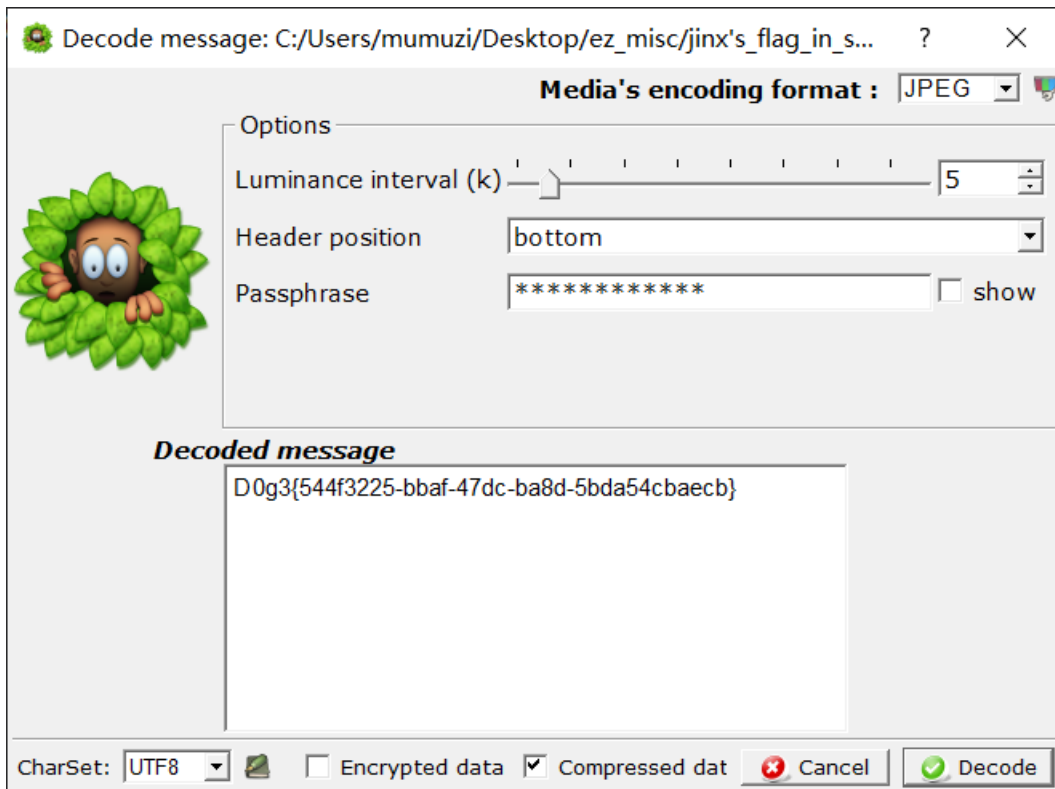 Decode message: C:/Users/mumuzi/Desktop/ez_misc/jinx's_flag_in_s... ? ×
Media's encoding format : JPEG
Options
Luminance interval (k) 5
Header position bottom
Passphrase ************ show
Decoded message
D0g3{544f3225-bbaf-47dc-ba8d-5bda54cbaecb}
CharSet: UTF8 Encrypted data Compressed dat Cancel Decode